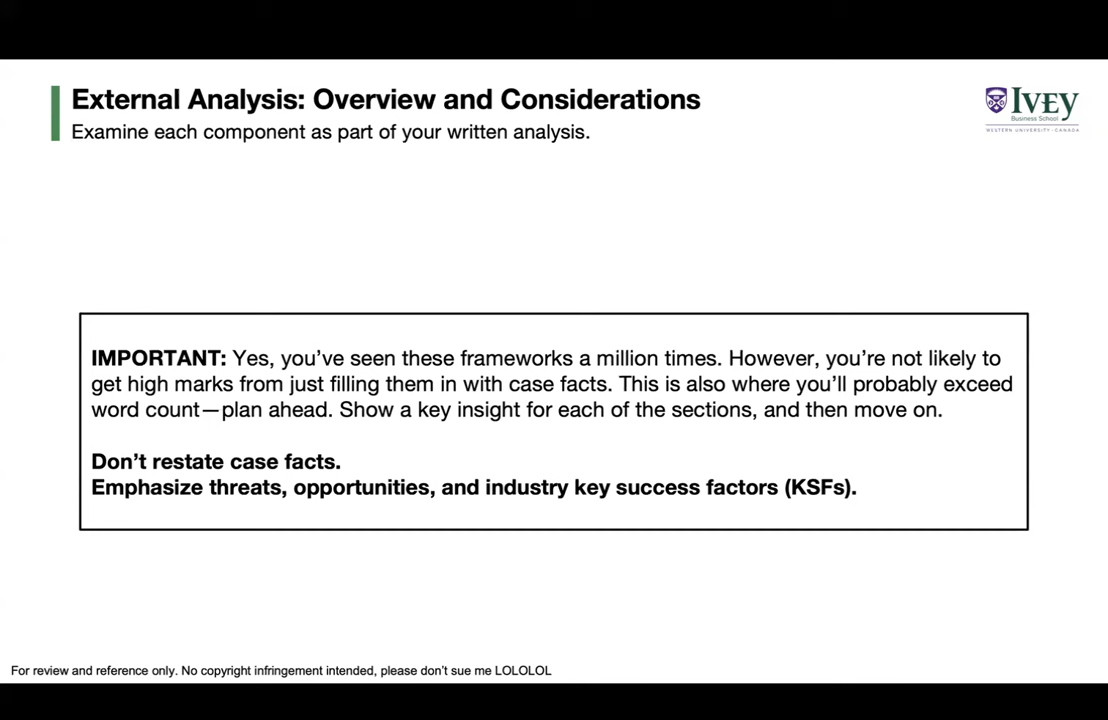 External Analysis: Overview and Considerations
Examine each component as part of your written analysis.
IVEY
Business School
WESTERN UNIVERSITY · CANADA
IMPORTANT: Yes, you’ve seen these frameworks a million times. However, you’re not likely to
get high marks from just filling them in with case facts. This is also where you’ll probably exceed
word count—plan ahead. Show a key insight for each of the sections, and then move on.
Don’t restate case facts.
Emphasize threats, opportunities, and industry key success factors (KSFs).
For review and reference only. No copyright infringement intended, please don’t sue me LOLOLOL